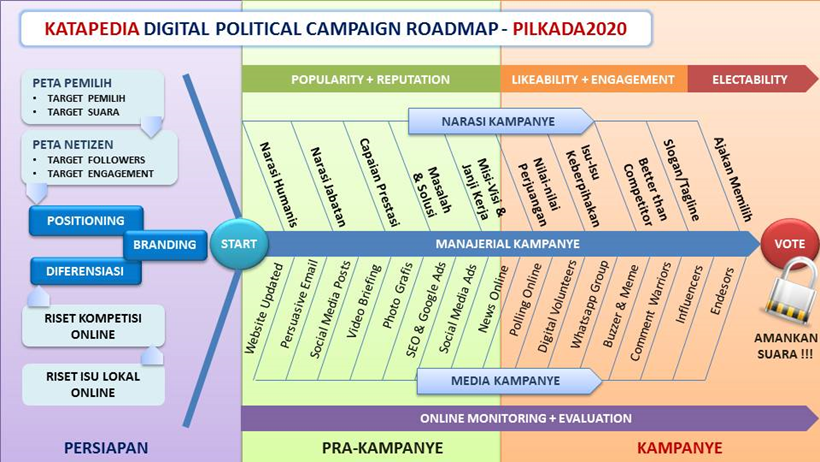 KATAPEDIA DIGITAL POLITICAL CAMPAIGN ROADMAP - PILKADA2020
POPULARITY + REPUTATION
LIKEABILITY + ENGAGEMENT
ELECTABILITY
PETA PEMILIH
• TARGET PEMILIH
• TARGET SUARA
PETA NETIZEN
• TARGET FOLLOWERS
• TARGET ENGAGEMENT
POSITIONING
BRANDING
DIFERENSIASI
RISET KOMPETISI
ONLINE
RISET ISU LOKAL
ONLINE
START
NARASI KAMPANYE
Narasi Humanis
Narasi Jabatan
Capaian Prestasi
Masalah
& Solusi
Misi-Visi &
Janji Kerja
Nilai-nilai
Perjuangan
Isu-isu
Keberpihakan
Better than
Competitor
Slogan/Tagline
Ajakan Memilih
MANAJERIAL KAMPANYE
VOTE
Website Updated
Persuasive Email
Social Media Posts
Video Briefing
Photo Grafis
SEO & Google Ads
Social Media Ads
News Online
Polling Online
Digital Volunteers
Whatsapp Group
Buzzer & Meme
Comment Warriors
Influencers
Endesors
MEDIA KAMPANYE
AMANKAN
SUARA !!!
ONLINE MONITORING + EVALUATION
PERSIAPAN
PRA-KAMPANYE
KAMPANYE